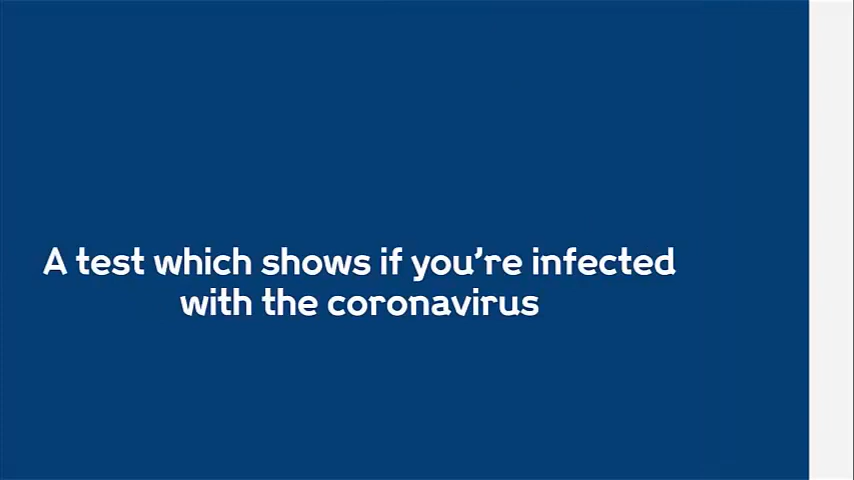 A test which shows if you're infected
with the coronavirus